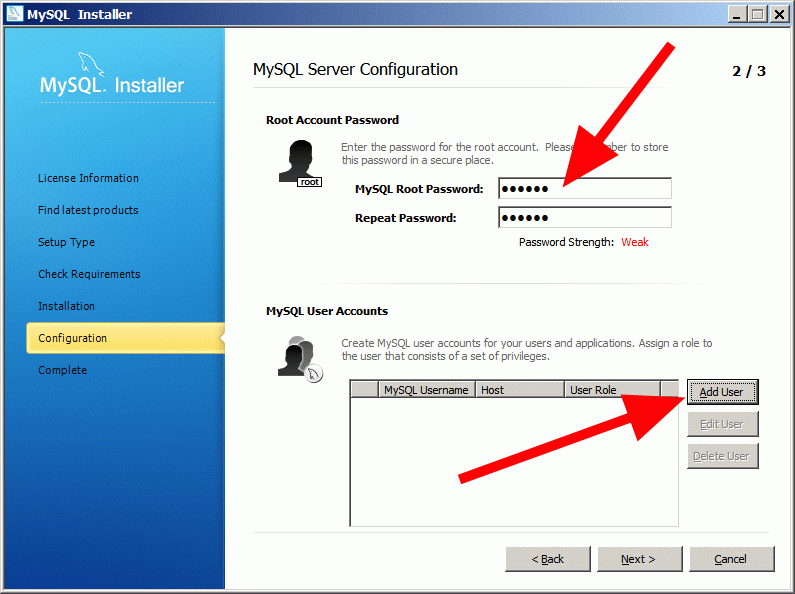 MySQL Installer
MySQL Installer
License Information
Find latest products
Setup Type
Check Requirements
Installation
Configuration
Complete
MySQL Server Configuration
2 / 3
Root Account Password
Enter the password for the root account. Please to store
this password in a secure place.
root
MySQL Root Password: ●●●●●●
Repeat Password: ●●●●●●
Password Strength: Weak
MySQL User Accounts
Create MySQL user accounts for your users and applications. Assign a role to
the user that consists of a set of privileges.
MySQL Username Host User Role
Add User
Edit User
Delete User
< Back Next > Cancel